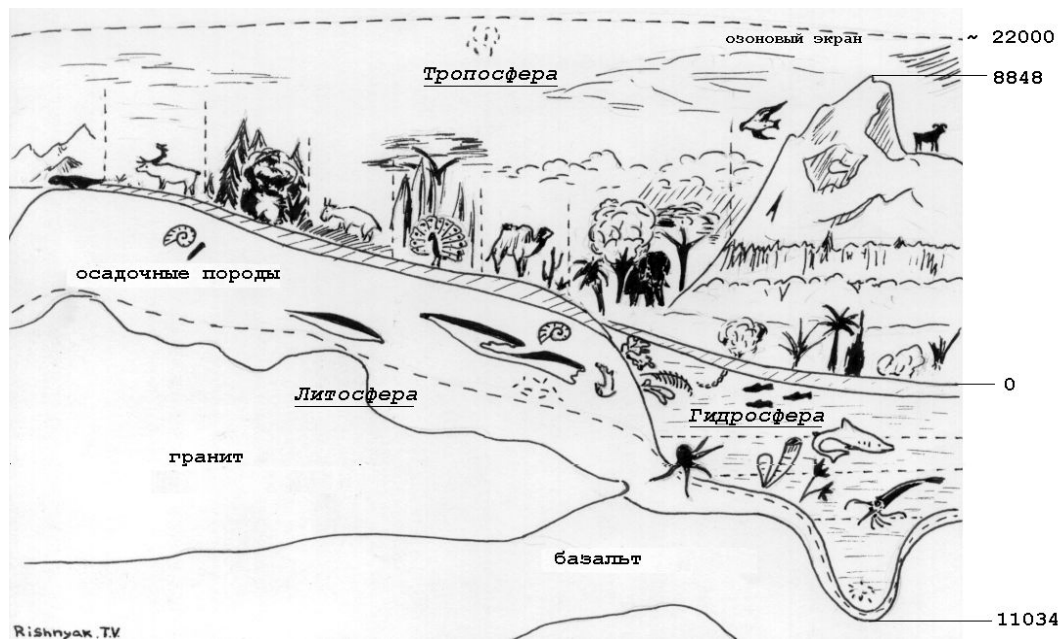 озоновый экран
~ 22000
Тропосфера
8848
осадочные породы
Литосфера
0
Гидросфера
гранит
базальт
11034
Rishnyak.T.V